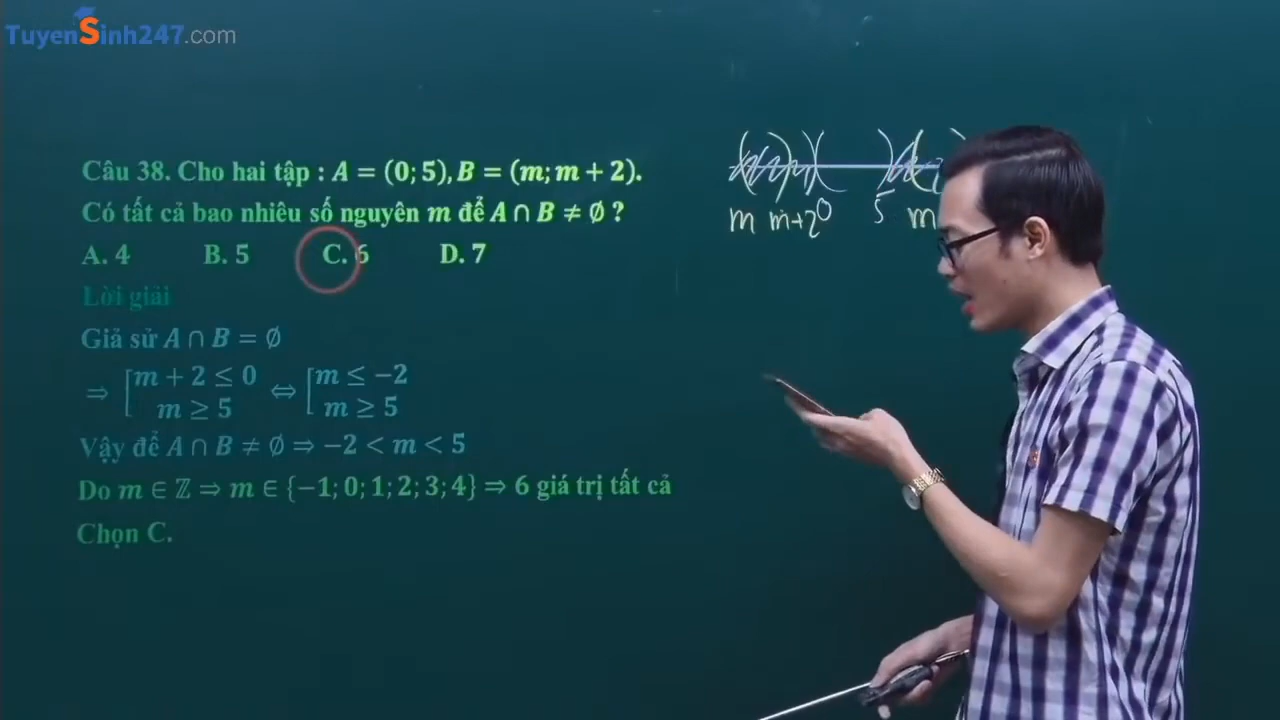 TuyenSinh247.com
Câu 38. Cho hai tập : A = (0; 5), B = (m; m + 2).
Có tất cả bao nhiêu số nguyên m để A ∩ B ≠ ∅ ?
A. 4 B. 5 C. 6 D. 7
Lời giải
Giả sử A ∩ B = ∅
⇒ [m + 2 ≤ 0 ⇔ [m ≤ −2
m ≥ 5 m ≥ 5
Vậy để A ∩ B ≠ ∅ ⇒ −2 < m < 5
Do m ∈ ℤ ⇒ m ∈ {−1; 0; 1; 2; 3; 4} ⇒ 6 giá trị tất cả
Chọn C.
m m+2 0 5 m